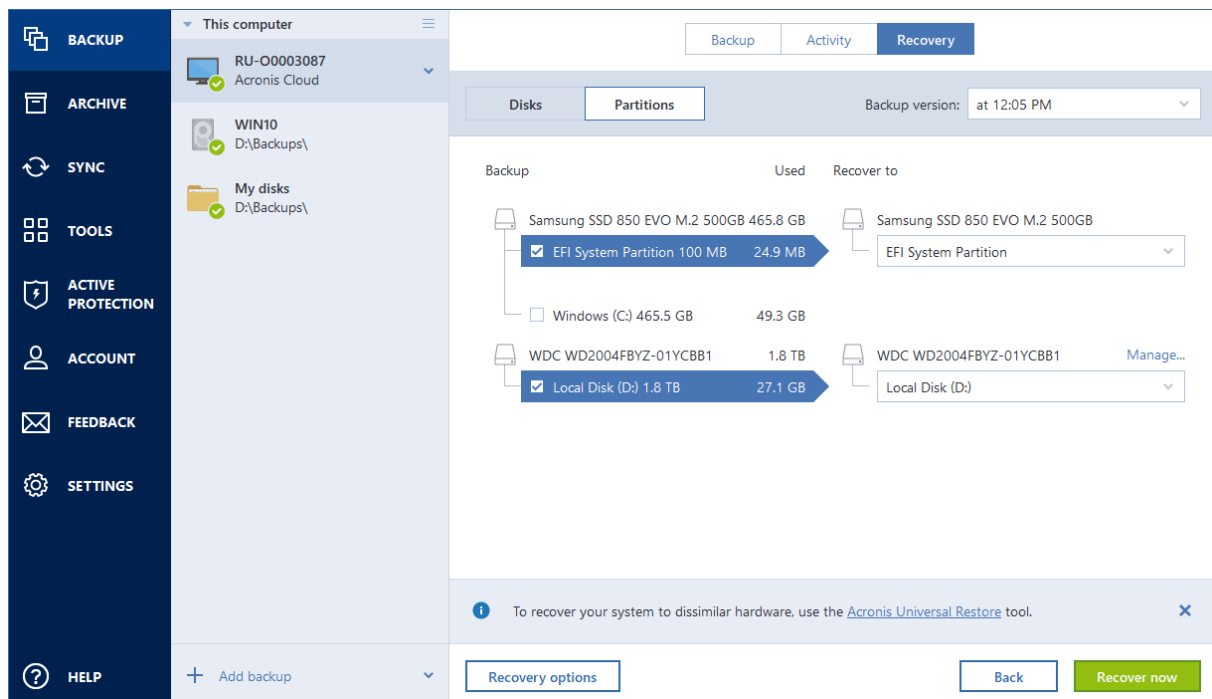 BACKUP
ARCHIVE
SYNC
TOOLS
ACTIVE
PROTECTION
ACCOUNT
FEEDBACK
SETTINGS
HELP
This computer
RU-O0003087
Acronis Cloud
WIN10
D:\Backups\
My disks
D:\Backups\
Add backup
Backup Activity Recovery
Disks Partitions Backup version: at 12:05 PM
Backup Used Recover to
Samsung SSD 850 EVO M.2 500GB 465.8 GB Samsung SSD 850 EVO M.2 500GB
EFI System Partition 100 MB 24.9 MB EFI System Partition
Windows (C:) 465.5 GB 49.3 GB
WDC WD2004FBYZ-01YCBB1 1.8 TB WDC WD2004FBYZ-01YCBB1 Manage...
Local Disk (D:) 1.8 TB 27.1 GB Local Disk (D:)
To recover your system to dissimilar hardware, use the Acronis Universal Restore tool.
Recovery options Back Recover now